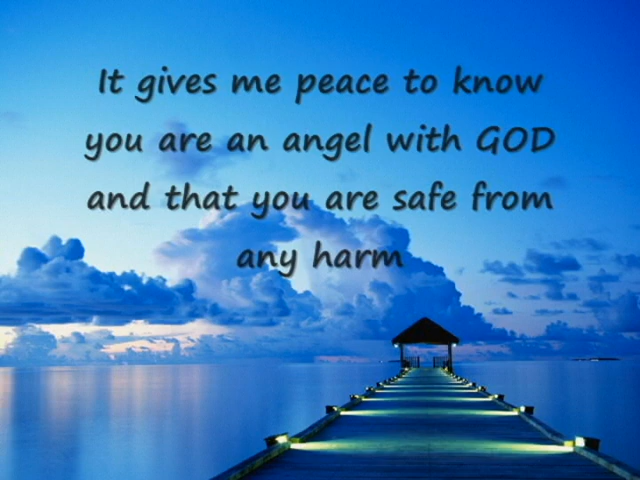 It gives me peace to know
you are an angel with GOD
and that you are safe from
any harm